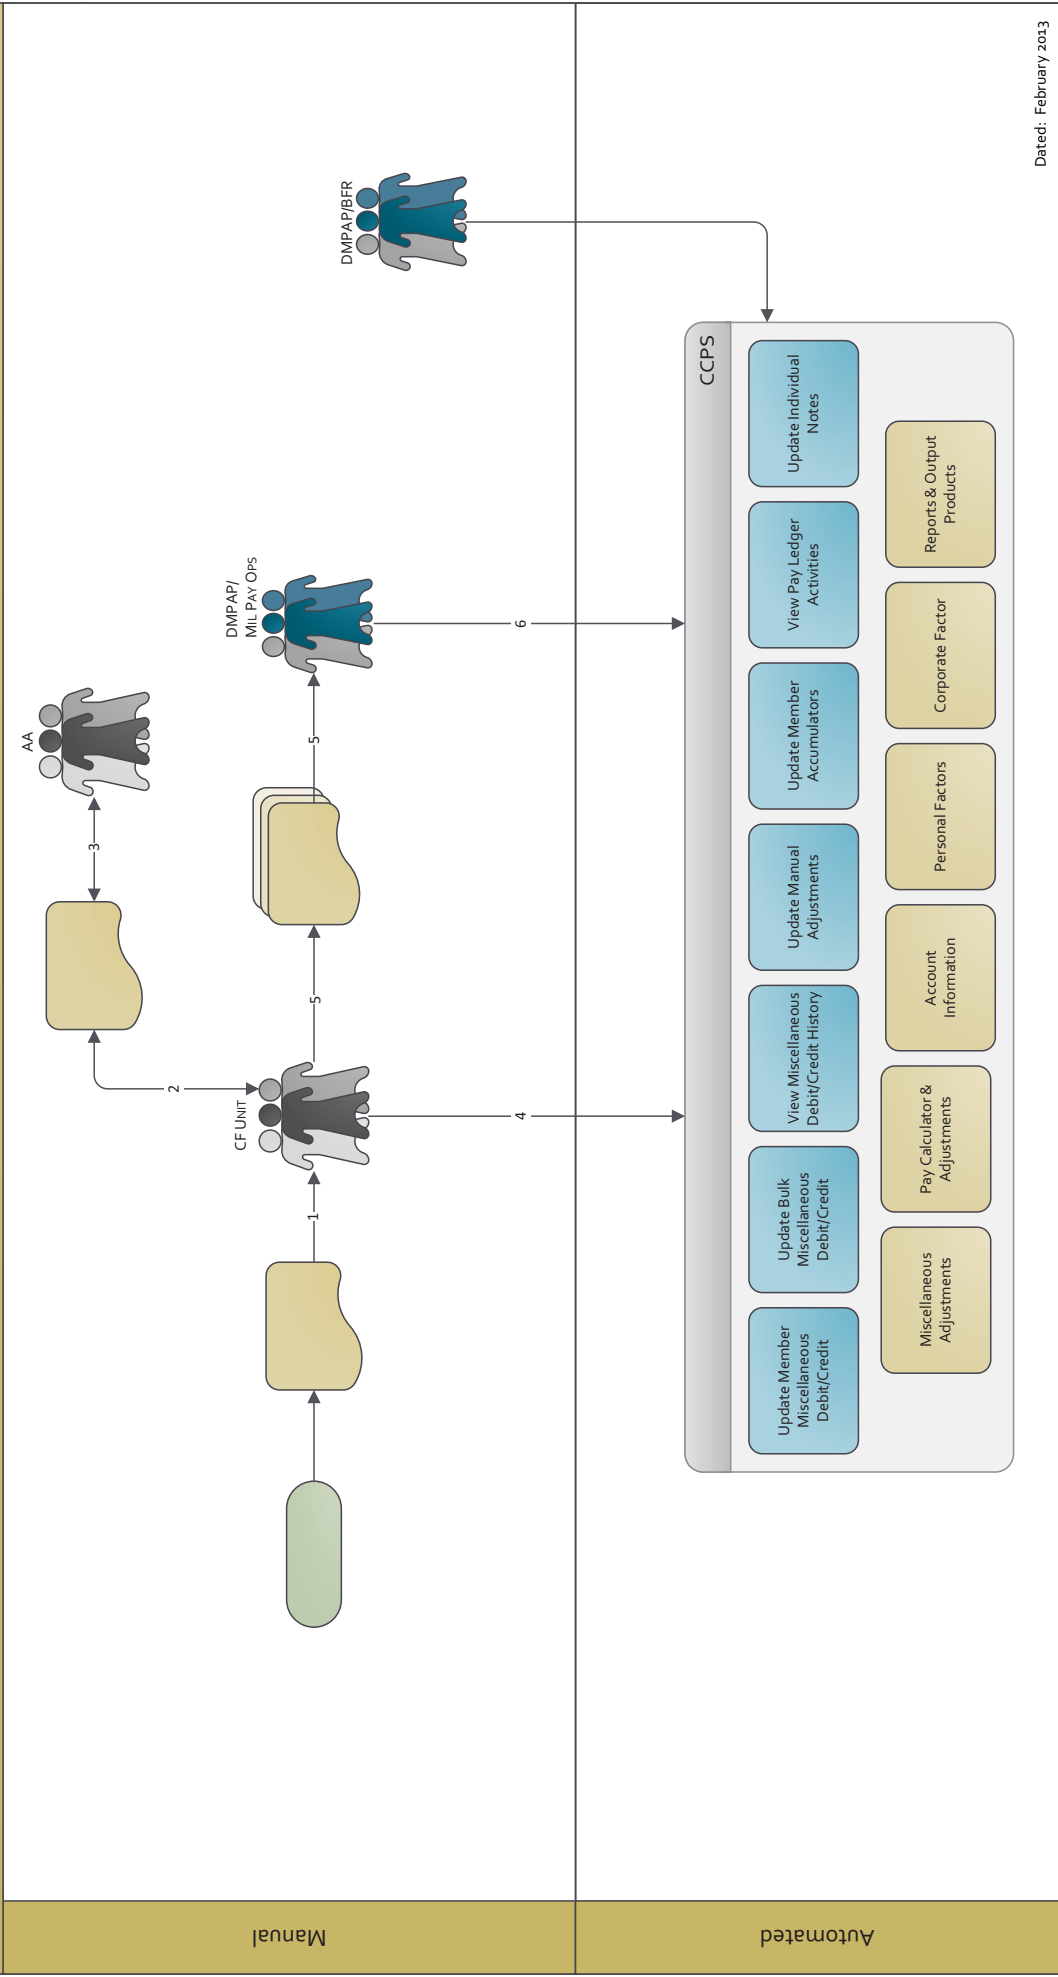 Manual
AA
3
2
CF UNIT
1
5
5
DMPAP/
MIL PAY OPS
DMPAP/BFR
4
6
Automated
CCPS
Update Member
Miscellaneous
Debit/Credit
Update Bulk
Miscellaneous
Debit/Credit
View Miscellaneous
Debit/Credit History
Update Manual
Adjustments
Update Member
Accumulators
View Pay Ledger
Activities
Update Individual
Notes
Miscellaneous
Adjustments
Pay Calculator &
Adjustments
Account
Information
Personal Factors
Corporate Factor
Reports & Output
Products
Dated: February 2013